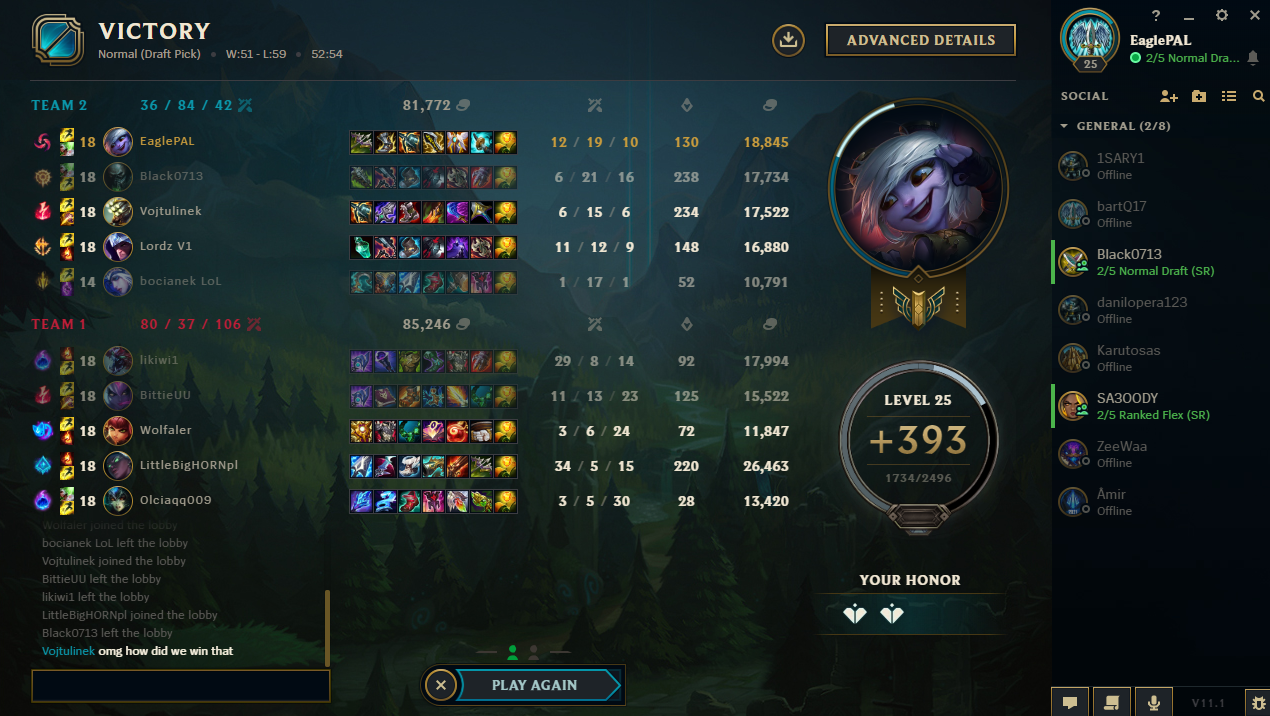 VICTORY
Normal (Draft Pick) • W:51 - L:59 • 52:54
ADVANCED DETAILS
TEAM 2 36 / 84 / 42 81,772
18 EaglePAL 12 / 19 / 10 130 18,845
18 Black0713 6 / 21 / 16 238 17,734
18 Vojtulinek 6 / 15 / 6 234 17,522
18 Lordz V1 11 / 12 / 9 148 16,880
14 bocianek LoL 1 / 17 / 1 52 10,791
TEAM 1 80 / 37 / 106 85,246
18 likiwi1 29 / 8 / 14 92 17,994
18 BittieUU 11 / 13 / 23 125 15,522
18 Wolfaler 3 / 6 / 24 72 11,847
18 LittleBigHORNpl 34 / 5 / 15 220 26,463
18 Olciaqq009 3 / 5 / 30 28 13,420
Wolfaler joined the lobby
bocianek LoL left the lobby
Vojtulinek joined the lobby
BittieUU left the lobby
likiwi1 left the lobby
LittleBigHORNpl joined the lobby
Black0713 left the lobby
Vojtulinek omg how did we win that
PLAY AGAIN
LEVEL 25
+393
1734/2496
YOUR HONOR
?
25
EaglePAL
2/5 Normal Dra...
SOCIAL
GENERAL (2/8)
1SARY1
Offline
bartQ17
Offline
Black0713
2/5 Normal Draft (SR)
danilopera123
Offline
Karutosas
Offline
SA3OODY
2/5 Ranked Flex (SR)
ZeeWaa
Offline
Åmir
Offline
V11.1